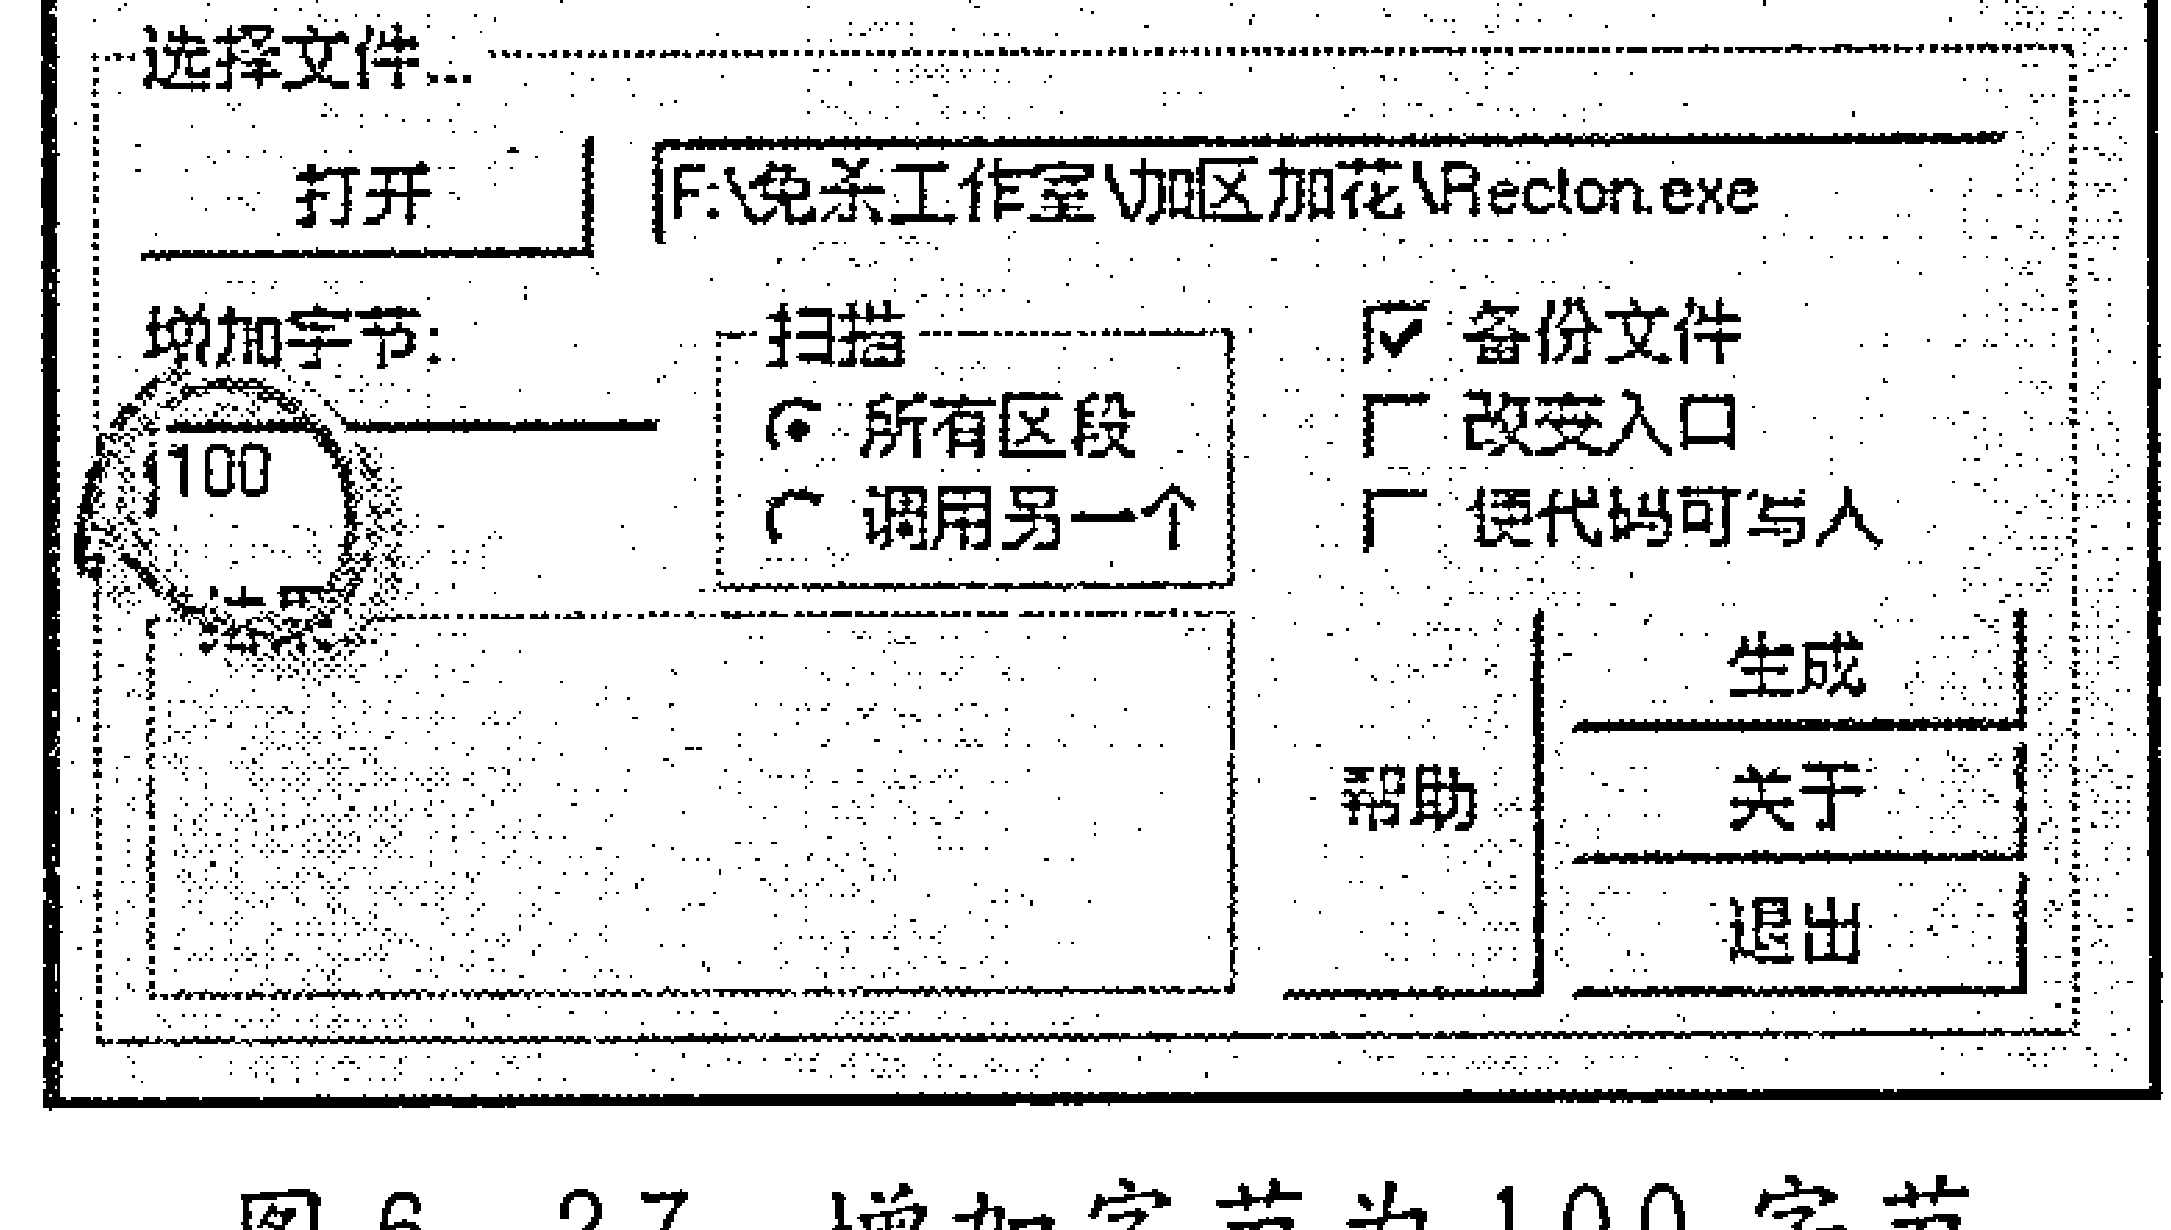 选择文件...
打开
F:\免杀工作室\加区加花\Recton.exe
增加字节:
100
扫描
所有区段
调用另一个
备份文件
改变入口
使代码可写入
生成
帮助
关于
退出
图6-27 增加字节为100字节